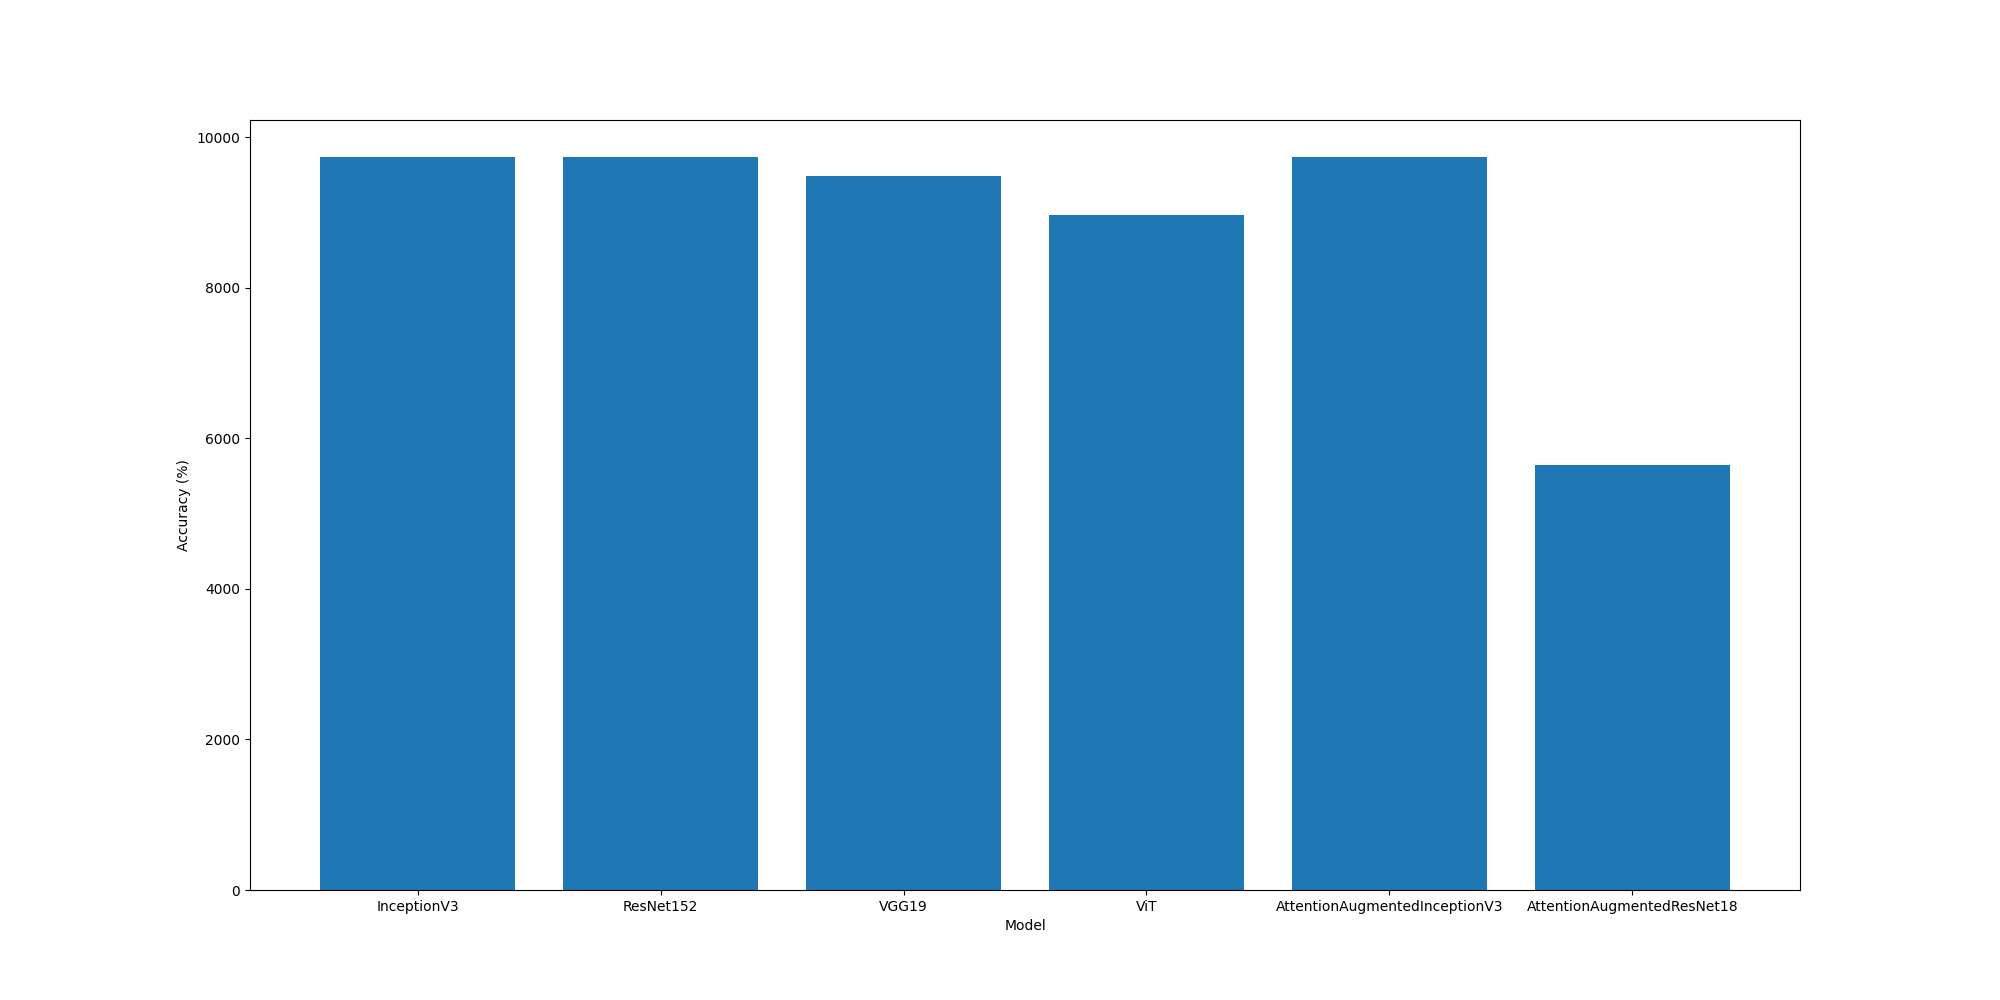 10000
8000
6000
4000
2000
0
Accuracy (%)
InceptionV3 ResNet152 VGG19 ViT AttentionAugmentedInceptionV3 AttentionAugmentedResNet18
Model